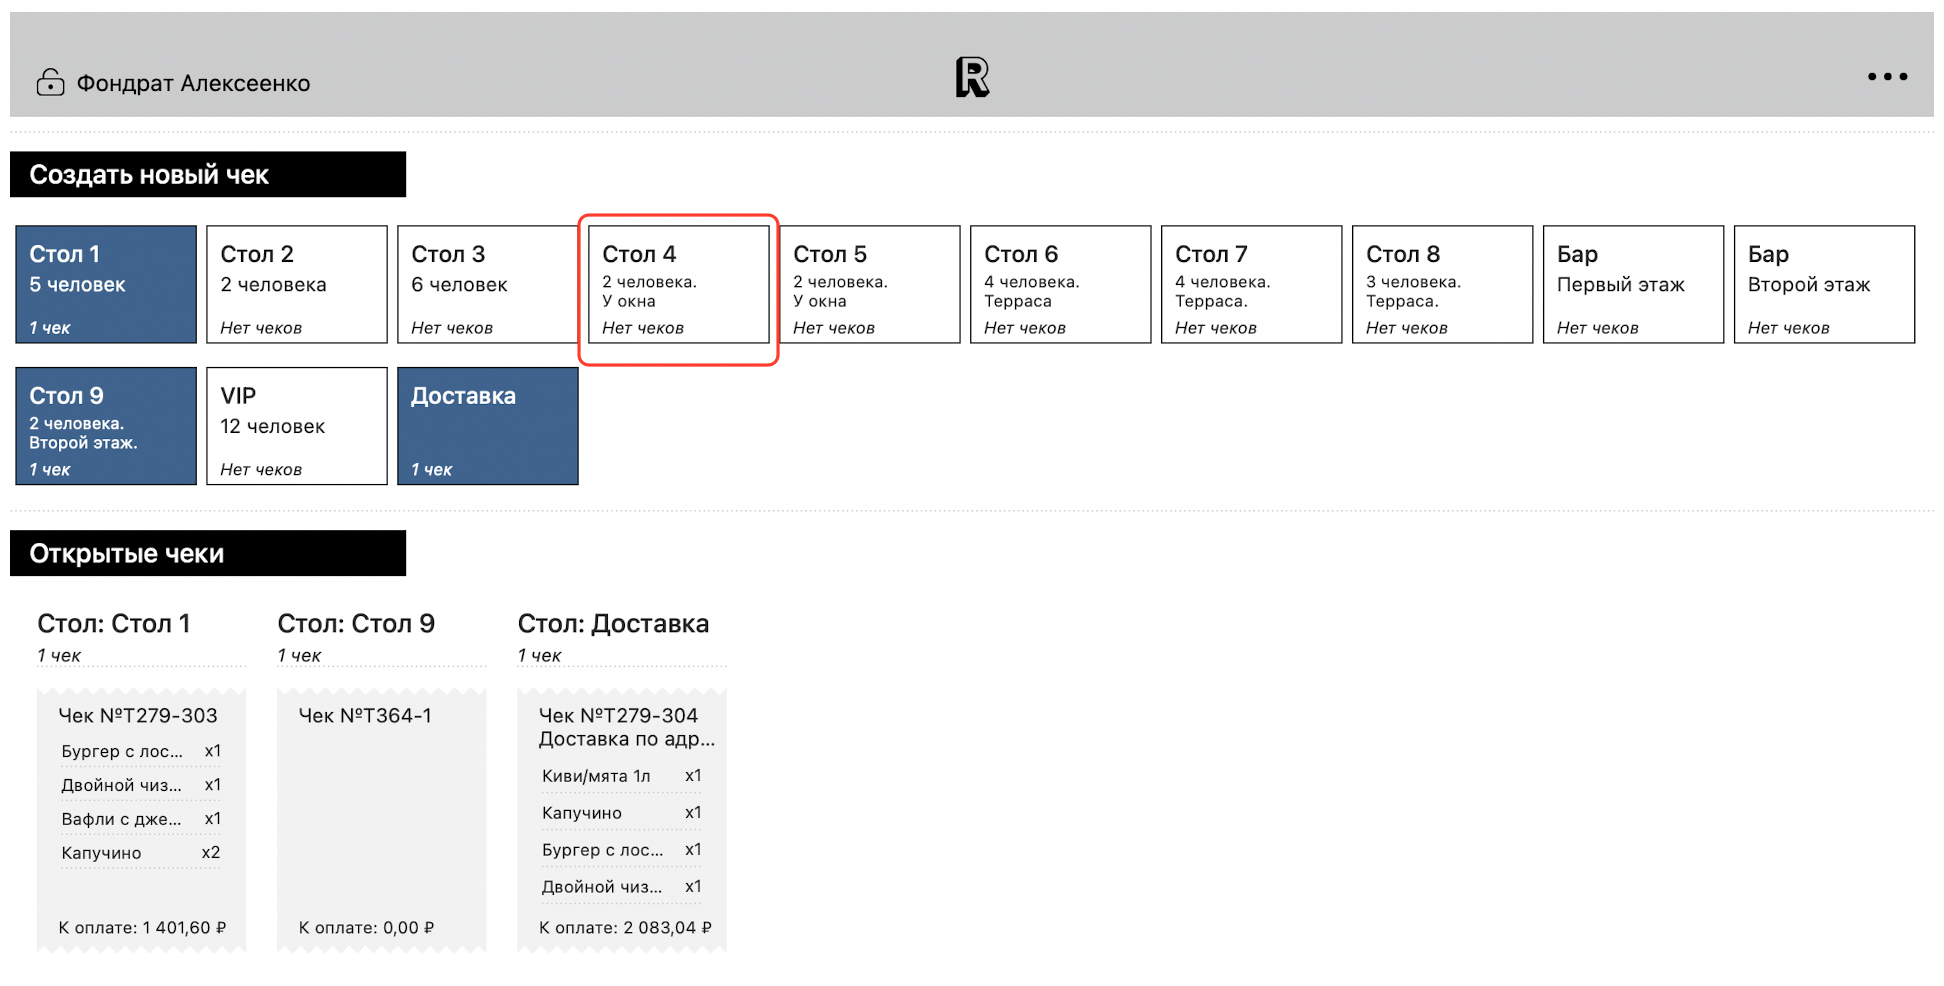 Фондрат Алексеенко
R
Создать новый чек
Стол 1
5 человек
1 чек
Стол 2
2 человека
Нет чеков
Стол 3
6 человек
Нет чеков
Стол 4
2 человека.
У окна
Нет чеков
Стол 5
2 человека.
У окна
Нет чеков
Стол 6
4 человека.
Терраса
Нет чеков
Стол 7
4 человека.
Терраса.
Нет чеков
Стол 8
3 человека.
Терраса.
Нет чеков
Бар
Первый этаж
Нет чеков
Бар
Второй этаж
Нет чеков
Стол 9
2 человека.
Второй этаж.
1 чек
VIP
12 человек
Нет чеков
Доставка
1 чек
Открытые чеки
Стол: Стол 1
1 чек
Чек №Т279-303
Бургер с лос... x1
Двойной чиз... x1
Вафли с дже... x1
Капучино x2
К оплате: 1 401,60 ₽
Стол: Стол 9
1 чек
Чек №Т364-1
К оплате: 0,00 ₽
Стол: Доставка
1 чек
Чек №Т279-304
Доставка по адр...
Киви/мята 1л x1
Капучино x1
Бургер с лос... x1
Двойной чиз... x1
К оплате: 2 083,04 ₽